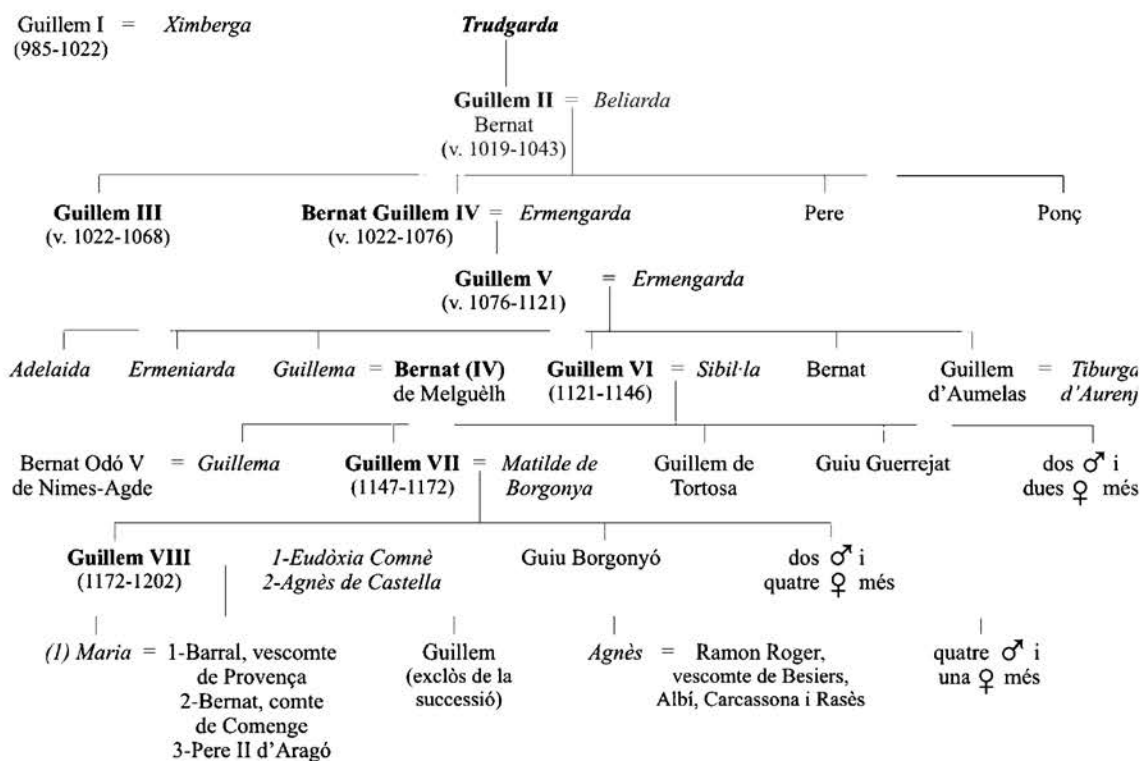 Guillem I = Ximberga
(985-1022)
Trudgarda
Guillem II = Beliarda
Bernat
(v. 1019-1043)
Guillem III
(v. 1022-1068)
Bernat Guillem IV = Ermengarda
(v. 1022-1076)
Pere
Ponç
Guillem V = Ermengarda
(v. 1076-1121)
Adelaida
Ermeniarda
Guillema = Bernat (IV)
de Melguèlh
Guillem VI = Sibil·la
(1121-1146)
Bernat
Guillem = Tiburga
d'Aumelas d'Aurenj
Bernat Odó V = Guillema
de Nimes-Agde
Guillem VII = Matilde de
(1147-1172) Borgonya
Guillem de
Tortosa
Guiu Guerrejat
dos ♂ i
dues ♀ més
Guillem VIII
(1172-1202)
1-Eudòxia Comnè
2-Agnès de Castella
Guiu Borgonyó
dos ♂ i
quatre ♀ més
(1) Maria = 1-Barral, vescomte
de Provença
2-Bernat, comte
de Comenge
3-Pere II d'Aragó
Guillem
(exclòs de la
successió)
Agnès = Ramon Roger,
vescomte de Besiers,
Albí, Carcassona i Rasès
quatre ♂ i
una ♀ més